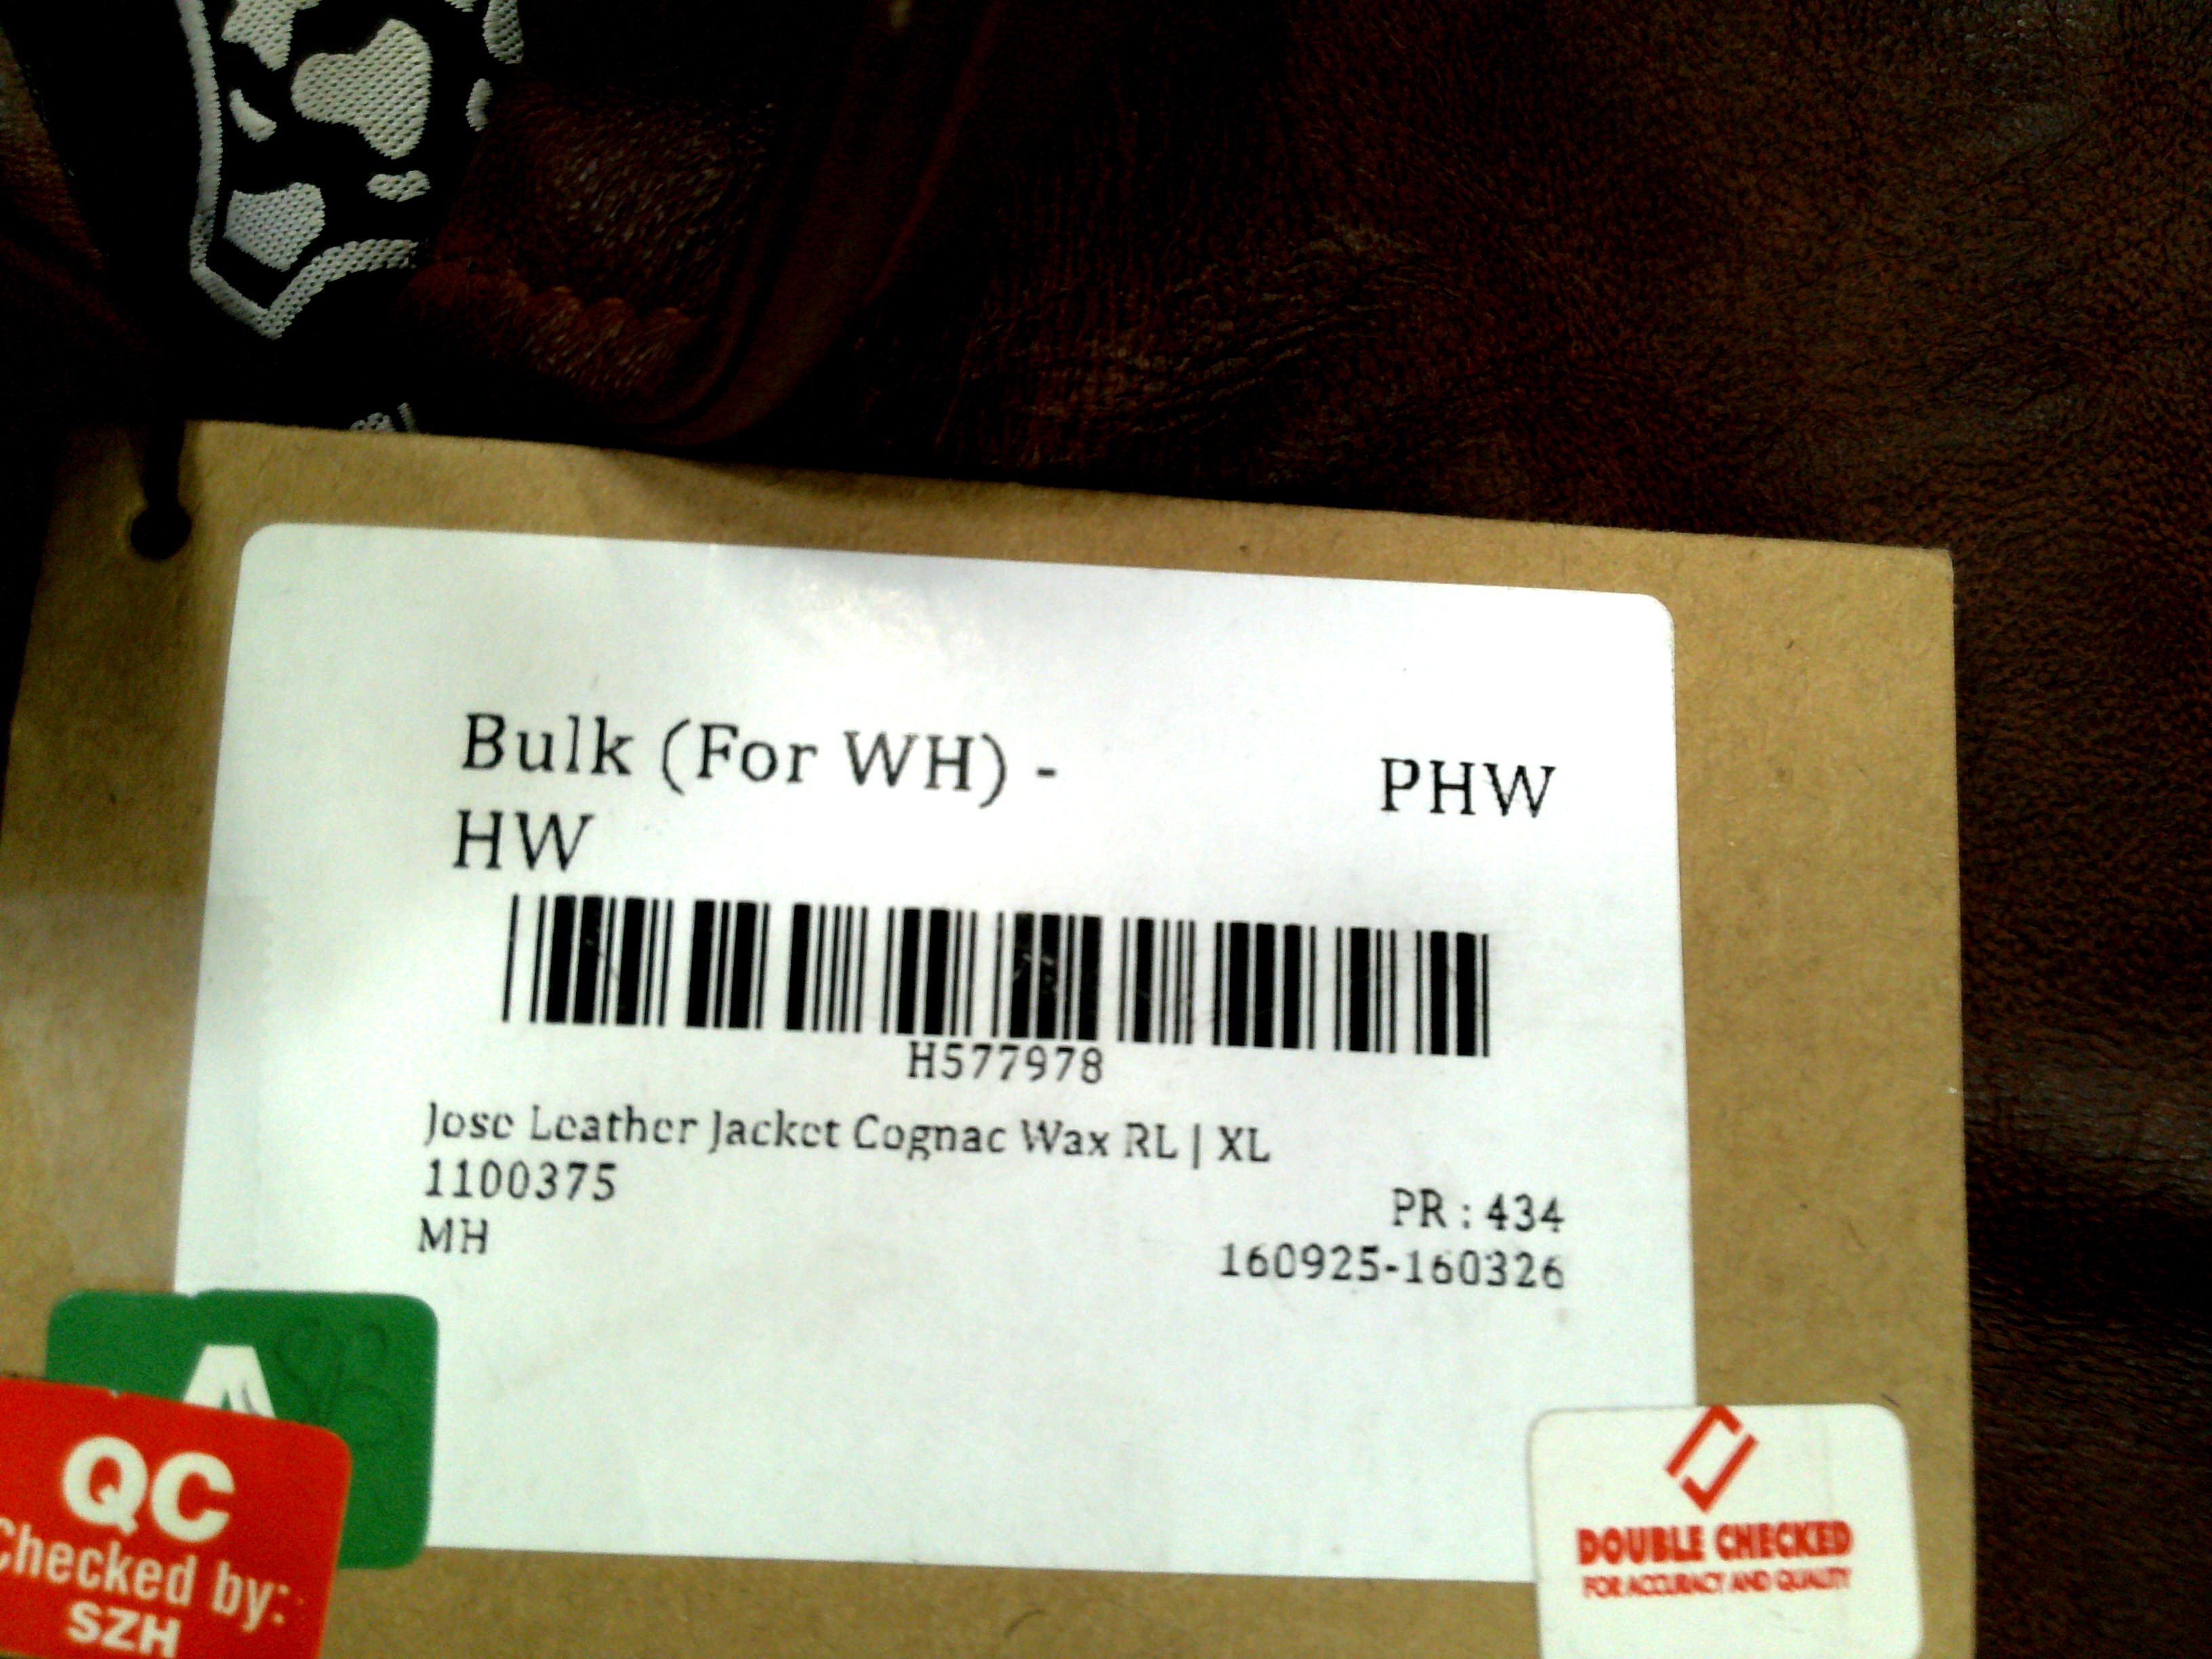 Bulk (For WH) - PHW
HW
H577978
Jose Leather Jacket Cognac Wax RL | XL
1100375
PR : 434
MH
160925-160326
A
QC
Checked by:
SZH
DOUBLE CHECKED
FOR ACCURACY AND QUALITY